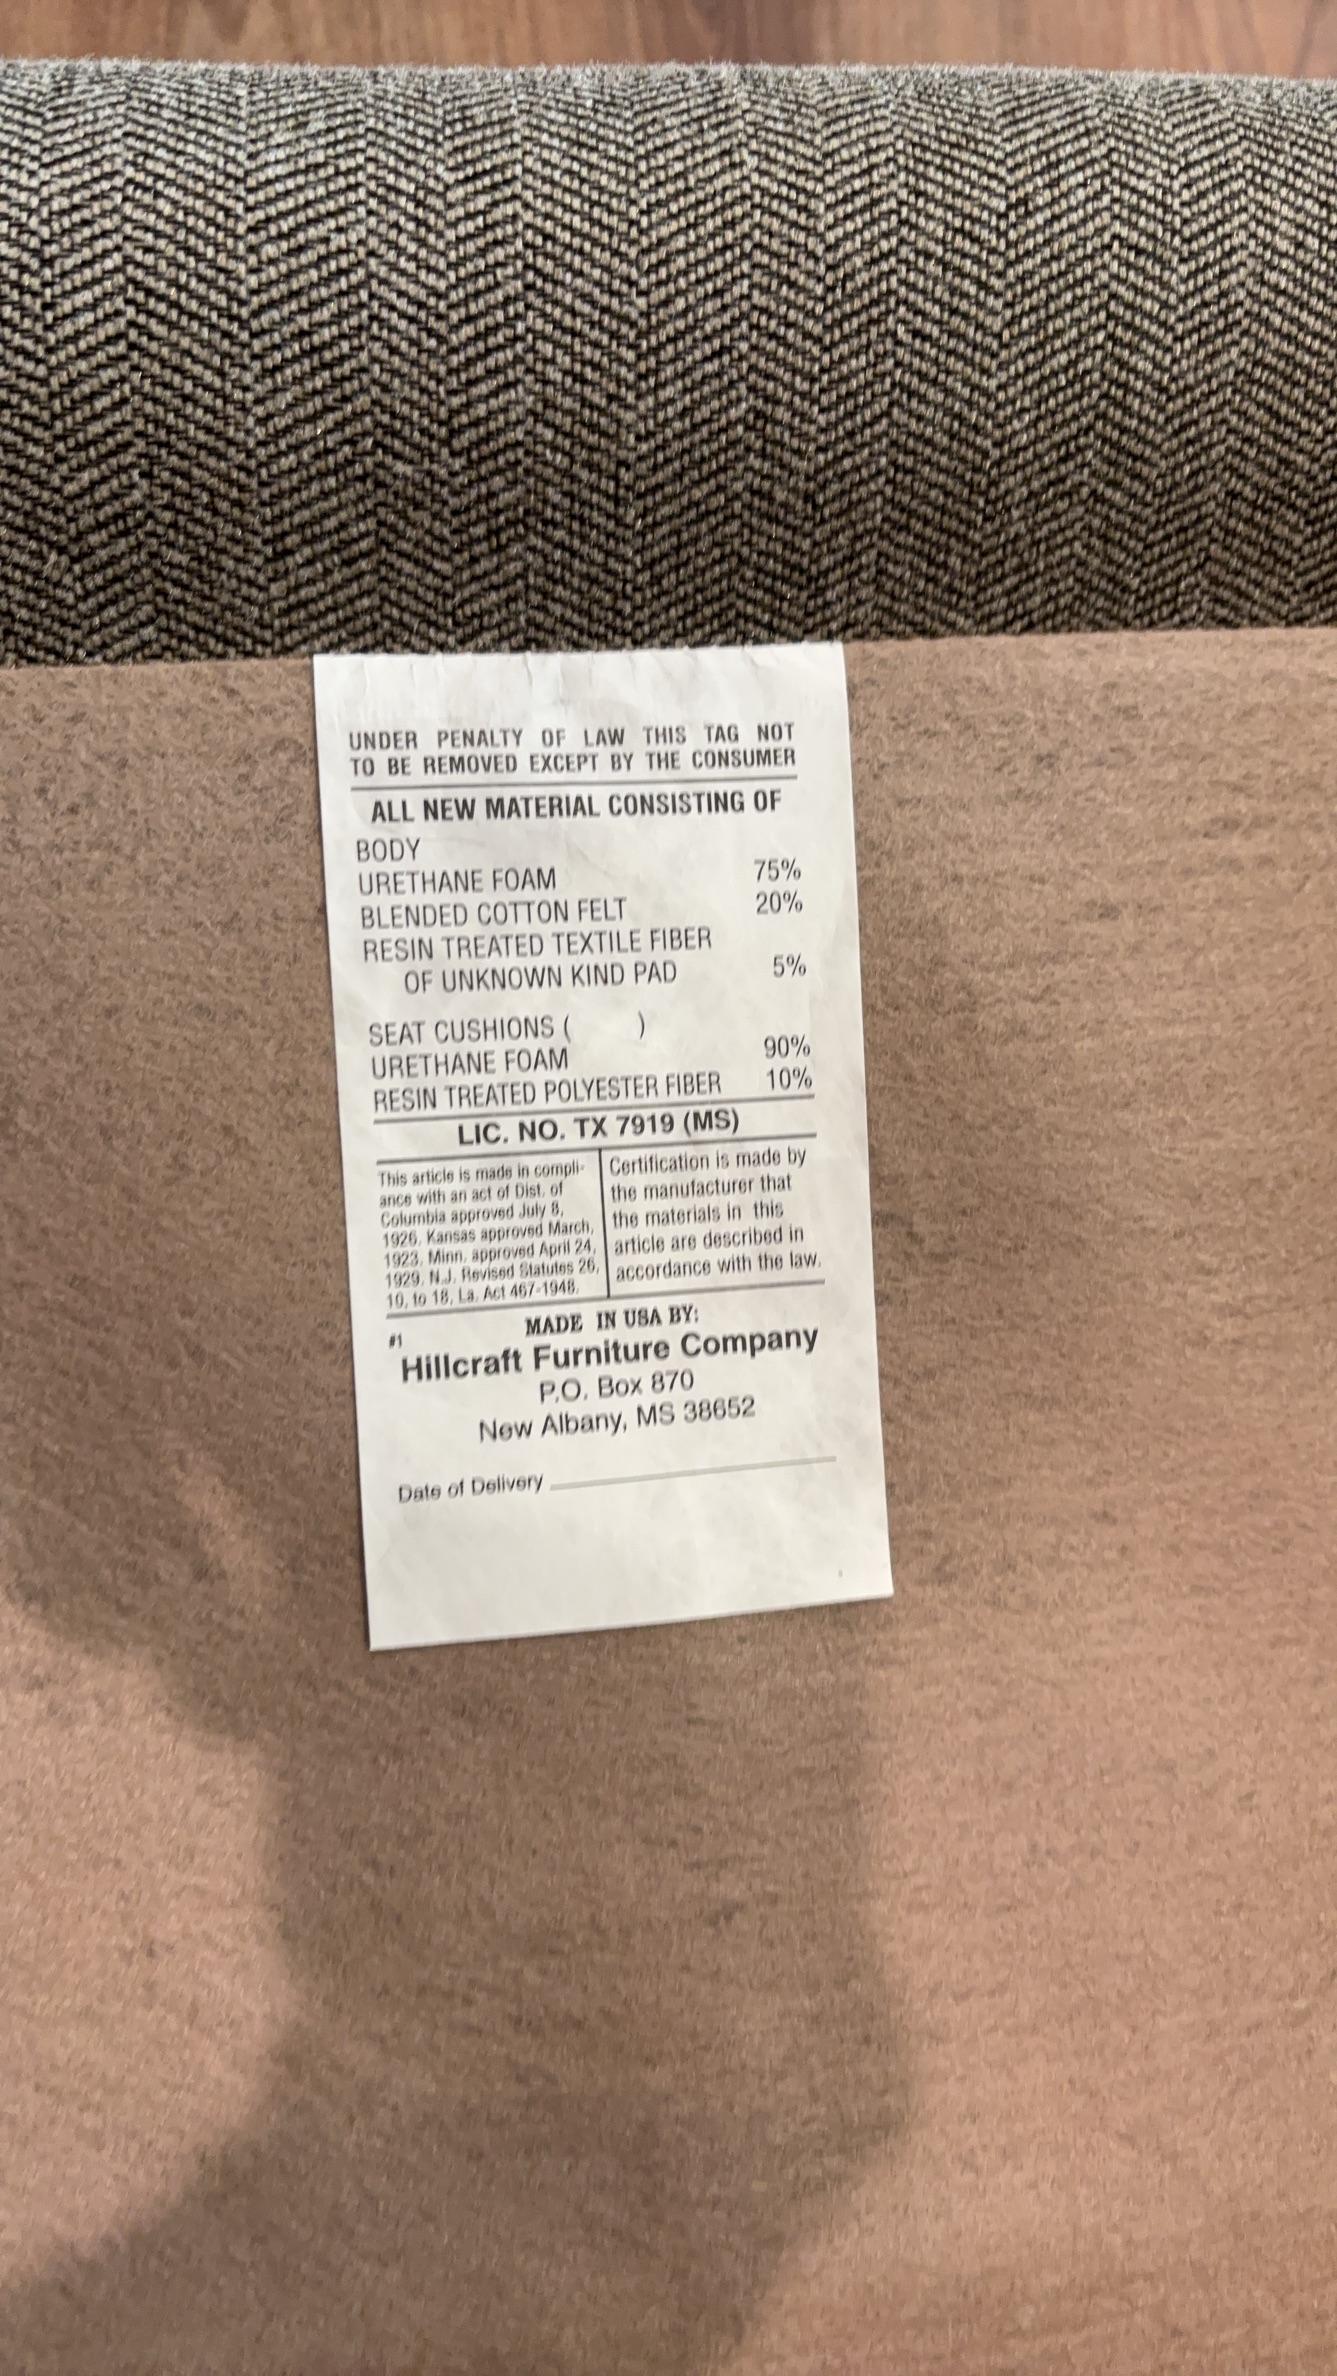 UNDER PENALTY OF LAW THIS TAG NOT
TO BE REMOVED EXCEPT BY THE CONSUMER
ALL NEW MATERIAL CONSISTING OF
BODY
URETHANE FOAM 75%
BLENDED COTTON FELT 20%
RESIN TREATED TEXTILE FIBER
OF UNKNOWN KIND PAD 5%
SEAT CUSHIONS ( )
URETHANE FOAM 90%
RESIN TREATED POLYESTER FIBER 10%
LIC. NO. TX 7919 (MS)
This article is made in compli-
ance with an act of Dist. of
Columbia approved July 8,
1926, Kansas approved March,
1923, Minn. approved April 24,
1929, N.J. Revised Statutes 26,
10, to 18, La. Act 467-1948.
Certification is made by
the manufacturer that
the materials in this
article are described in
accordance with the law.
MADE IN USA BY:
#1
Hillcraft Furniture Company
P.O. Box 870
New Albany, MS 38652
Date of Delivery